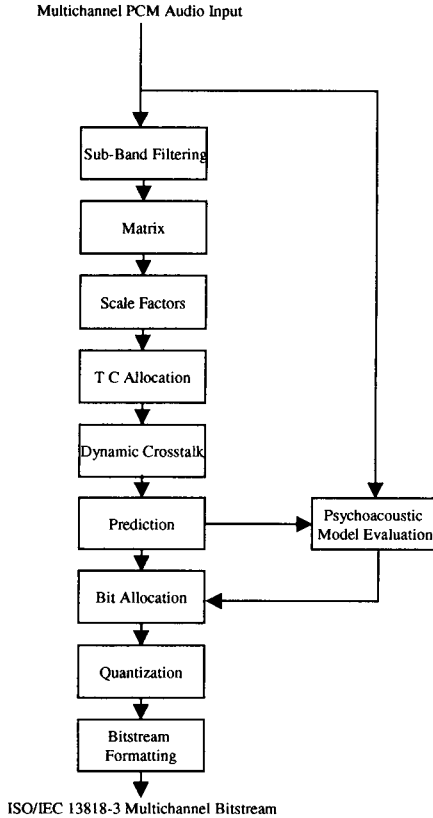 Multichannel PCM Audio Input
Sub-Band Filtering
Matrix
Scale Factors
T C Allocation
Dynamic Crosstalk
Prediction
Psychoacoustic
Model Evaluation
Bit Allocation
Quantization
Bitstream
Formatting
ISO/IEC 13818-3 Multichannel Bitstream